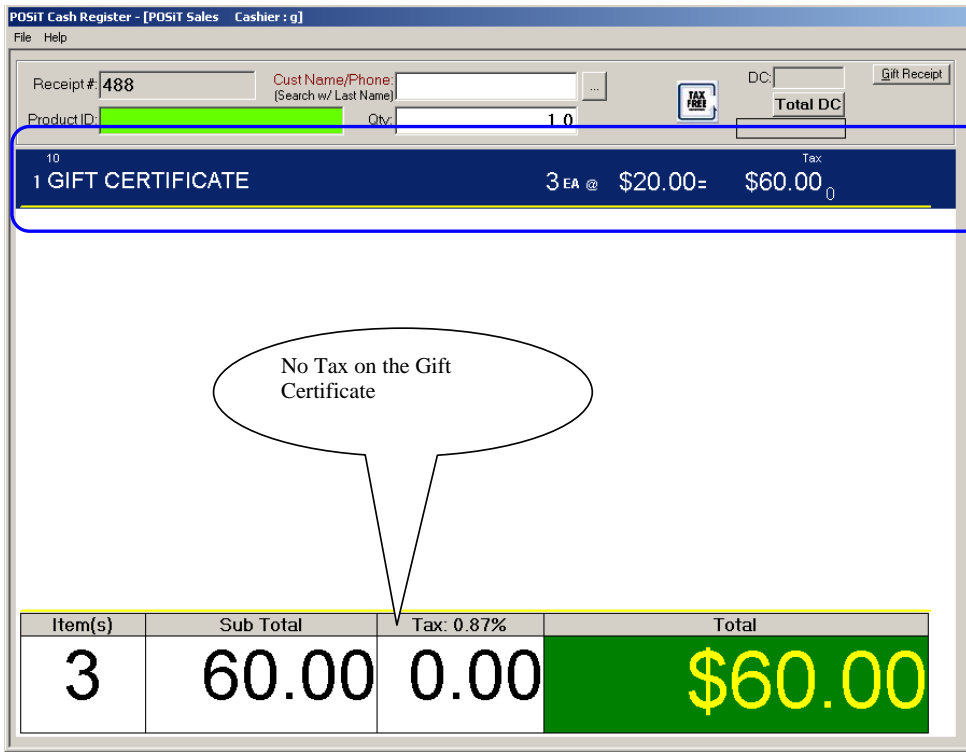 POSiT Cash Register - [POSiT Sales Cashier : g]
File Help
Receipt #: 488 Cust Name/Phone: ... DC: Gift Receipt
(Search w/ Last Name)
TAX FREE Total DC
Product ID: Qty: 1.0
10 Tax
1 GIFT CERTIFICATE 3 EA @ $20.00= $60.00 0
No Tax on the Gift
Certificate
Item(s) Sub Total Tax: 0.87% Total
3 60.00 0.00 $60.00